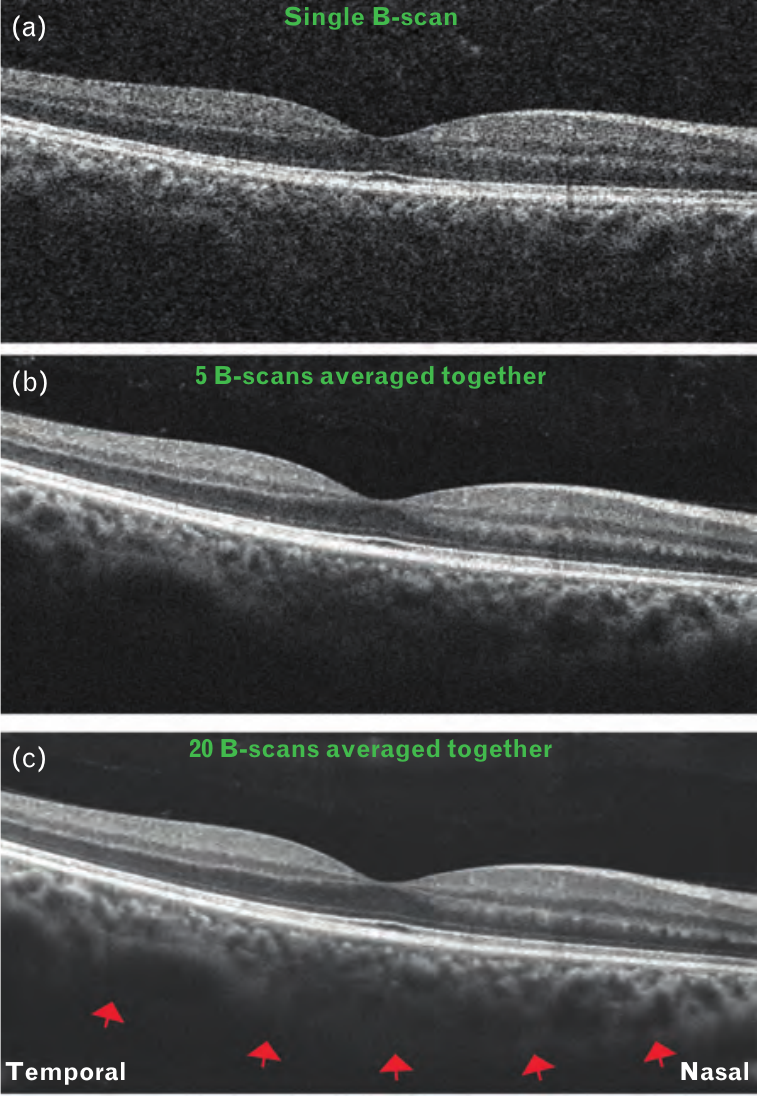 (a)
Single B-scan
(b)
5 B-scans averaged together
(c)
20 B-scans averaged together
Temporal
Nasal